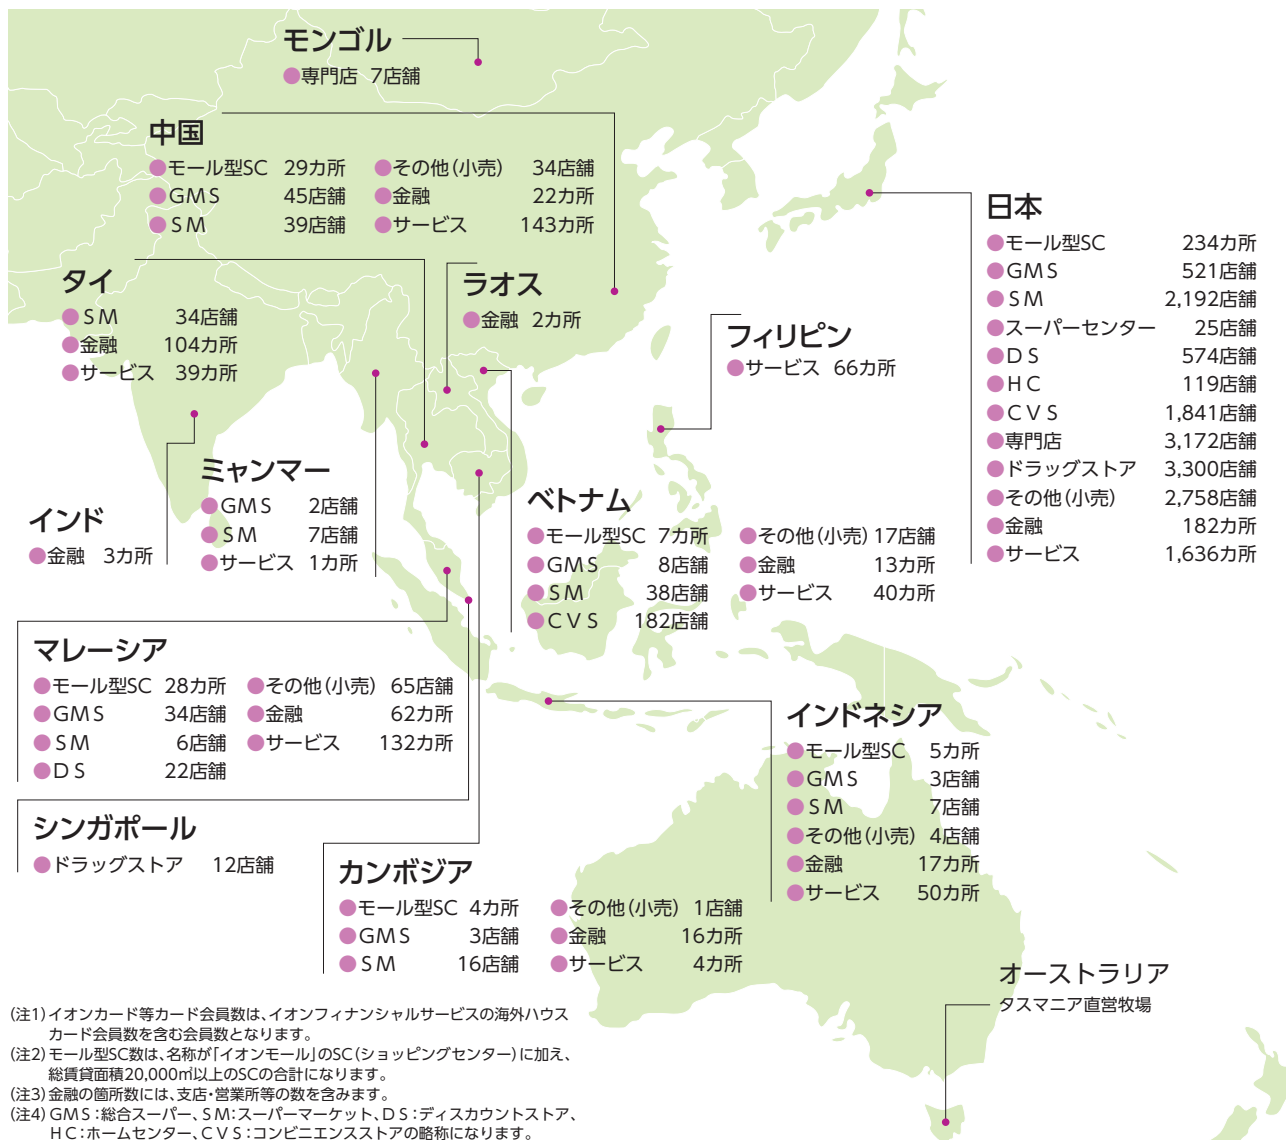 モンゴル
●専門店 7店舗
中国
●モール型SC 29カ所 ●その他(小売) 34店舗
●GMS 45店舗 ●金融 22カ所
●SM 39店舗 ●サービス 143カ所
日本
●モール型SC 234カ所
●GMS 521店舗
●SM 2,192店舗
●スーパーセンター 25店舗
●DS 574店舗
●HC 119店舗
●CVS 1,841店舗
●専門店 3,172店舗
●ドラッグストア 3,300店舗
●その他(小売) 2,758店舗
●金融 182カ所
●サービス 1,636カ所
タイ
●SM 34店舗
●金融 104カ所
●サービス 39カ所
ラオス
●金融 2カ所
フィリピン
●サービス 66カ所
ミャンマー
●GMS 2店舗
●SM 7店舗
●サービス 1カ所
インド
●金融 3カ所
ベトナム
●モール型SC 7カ所 ●その他(小売) 17店舗
●GMS 8店舗 ●金融 13カ所
●SM 38店舗 ●サービス 40カ所
●CVS 182店舗
マレーシア
●モール型SC 28カ所 ●その他(小売) 65店舗
●GMS 34店舗 ●金融 62カ所
●SM 6店舗 ●サービス 132カ所
●DS 22店舗
インドネシア
●モール型SC 5カ所
●GMS 3店舗
●SM 7店舗
●その他(小売) 4店舗
●金融 17カ所
●サービス 50カ所
シンガポール
●ドラッグストア 12店舗
カンボジア
●モール型SC 4カ所 ●その他(小売) 1店舗
●GMS 3店舗 ●金融 16カ所
●SM 16店舗 ●サービス 4カ所
オーストラリア
タスマニア直営牧場
(注1)イオンカード等カード会員数は、イオンフィナンシャルサービスの海外ハウス
カード会員数を含む会員数となります。
(注2)モール型SC数は、名称が「イオンモール」のSC(ショッピングセンター)に加え、
総賃貸面積20,000㎡以上のSCの合計になります。
(注3)金融の箇所数には、支店・営業所等の数を含みます。
(注4)GMS:総合スーパー、SM:スーパーマーケット、DS:ディスカウントストア、
HC:ホームセンター、CVS:コンビニエンスストアの略称になります。